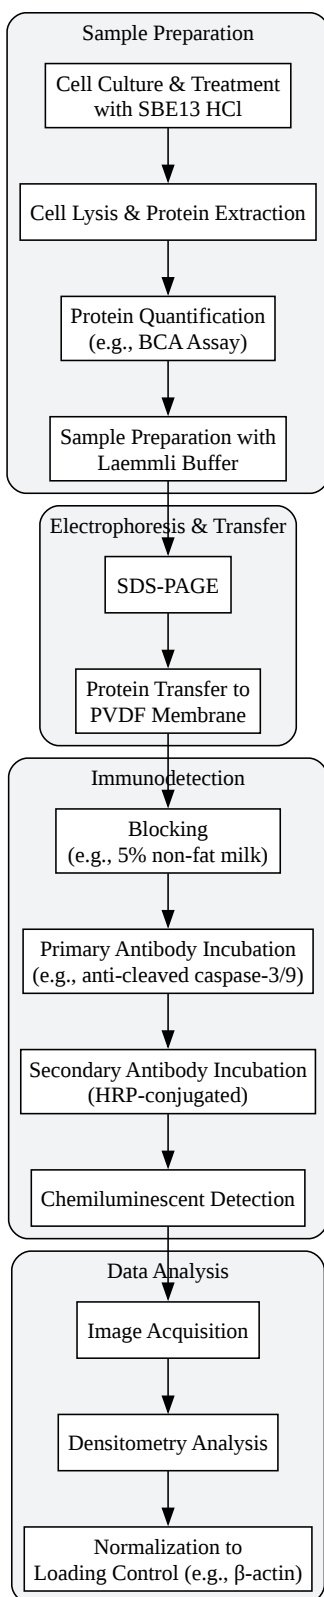 Sample Preparation
Cell Culture & Treatment
with SBE13 HCl
Cell Lysis & Protein Extraction
Protein Quantification
(e.g., BCA Assay)
Sample Preparation with
Laemmli Buffer
Electrophoresis & Transfer
SDS-PAGE
Protein Transfer to
PVDF Membrane
Immunodetection
Blocking
(e.g., 5% non-fat milk)
Primary Antibody Incubation
(e.g., anti-cleaved caspase-3/9)
Secondary Antibody Incubation
(HRP-conjugated)
Chemiluminescent Detection
Data Analysis
Image Acquisition
Densitometry Analysis
Normalization to
Loading Control (e.g., β-actin)